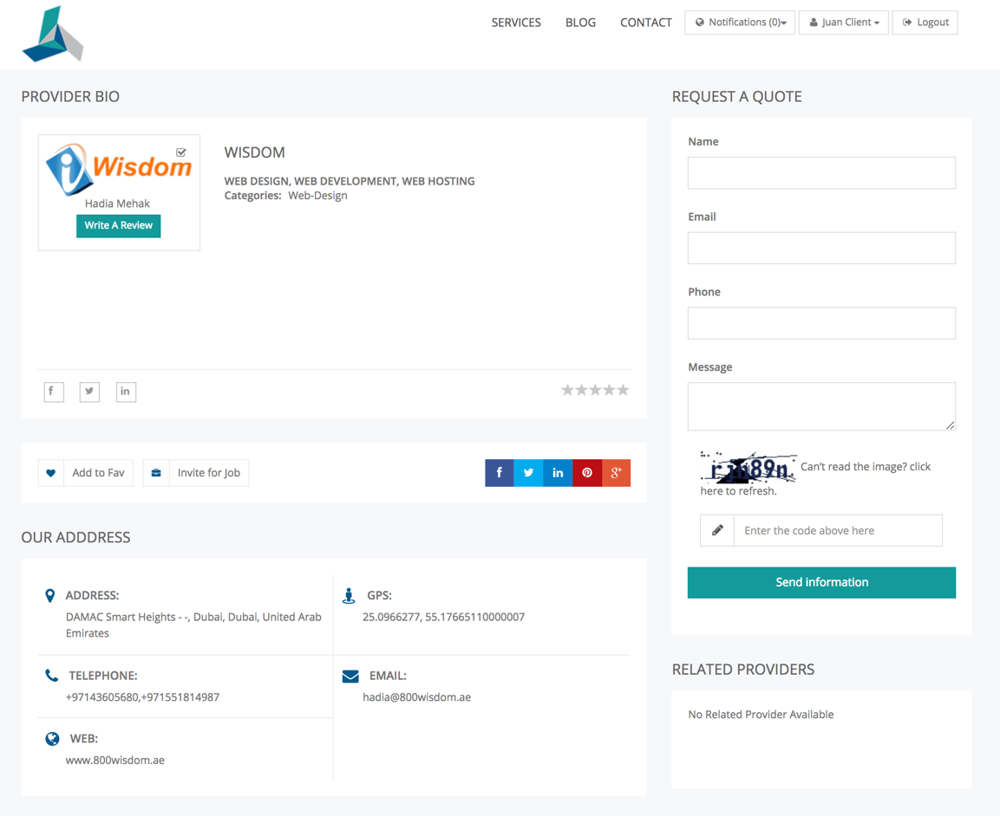 SERVICES BLOG CONTACT Notifications (0) Juan Client Logout
PROVIDER BIO
i Wisdom
Hadia Mehak
Write A Review
WISDOM
WEB DESIGN, WEB DEVELOPMENT, WEB HOSTING
Categories: Web-Design
f in
Add to Fav Invite for Job
f in g+
OUR ADDDRESS
ADDRESS:
DAMAC Smart Heights - -, Dubai, Dubai, United Arab
Emirates
GPS:
25.0966277, 55.17665110000007
TELEPHONE:
+97143605680,+971551814987
EMAIL:
hadia@800wisdom.ae
WEB:
www.800wisdom.ae
REQUEST A QUOTE
Name
Email
Phone
Message
Can't read the image? click
here to refresh.
Enter the code above here
Send information
RELATED PROVIDERS
No Related Provider Available